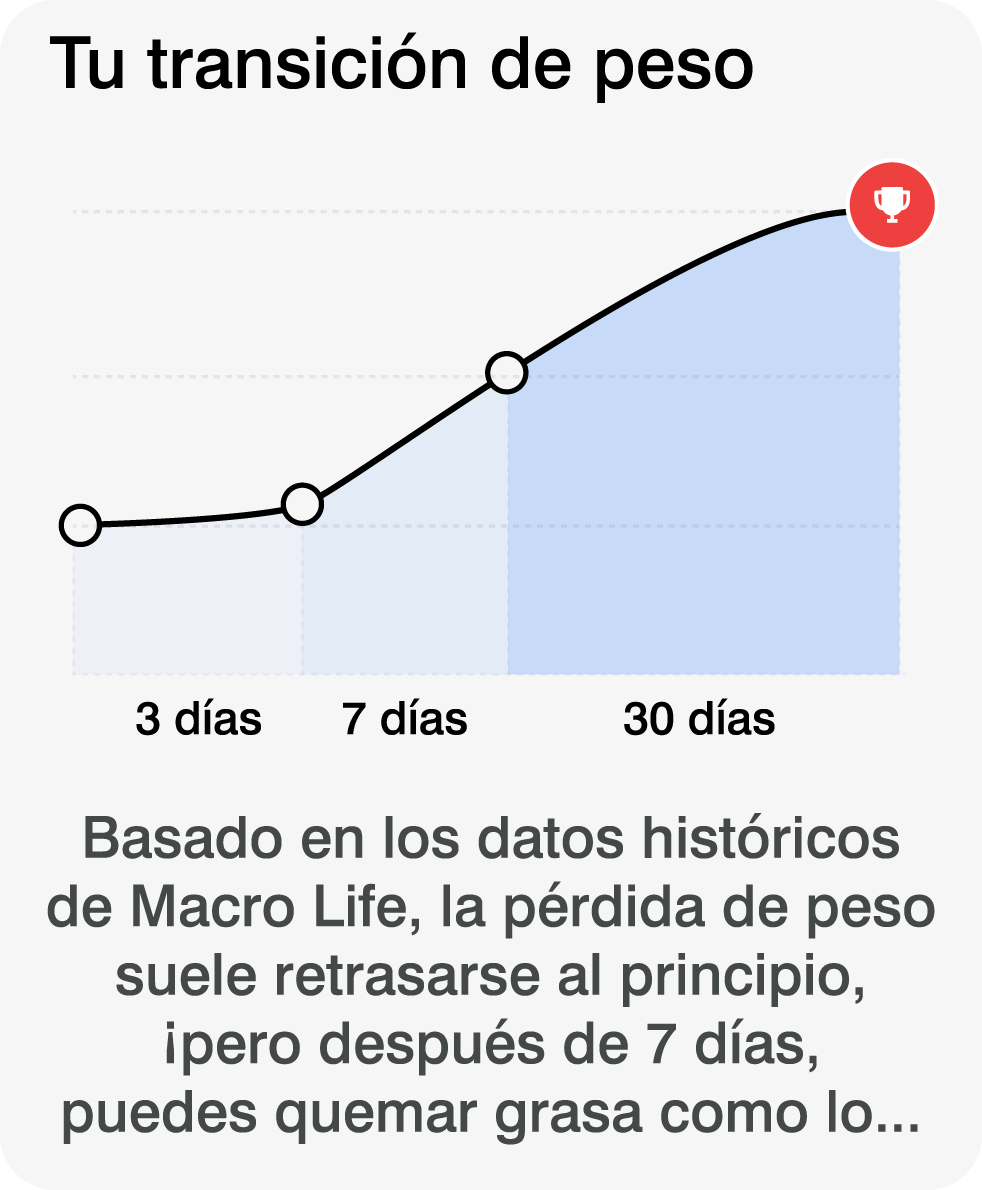 Tu transición de peso
3 días
7 días
30 días
Basado en los datos históricos
de Macro Life, la pérdida de peso
suele retrasarse al principio,
¡pero después de 7 días,
puedes quemar grasa como lo...